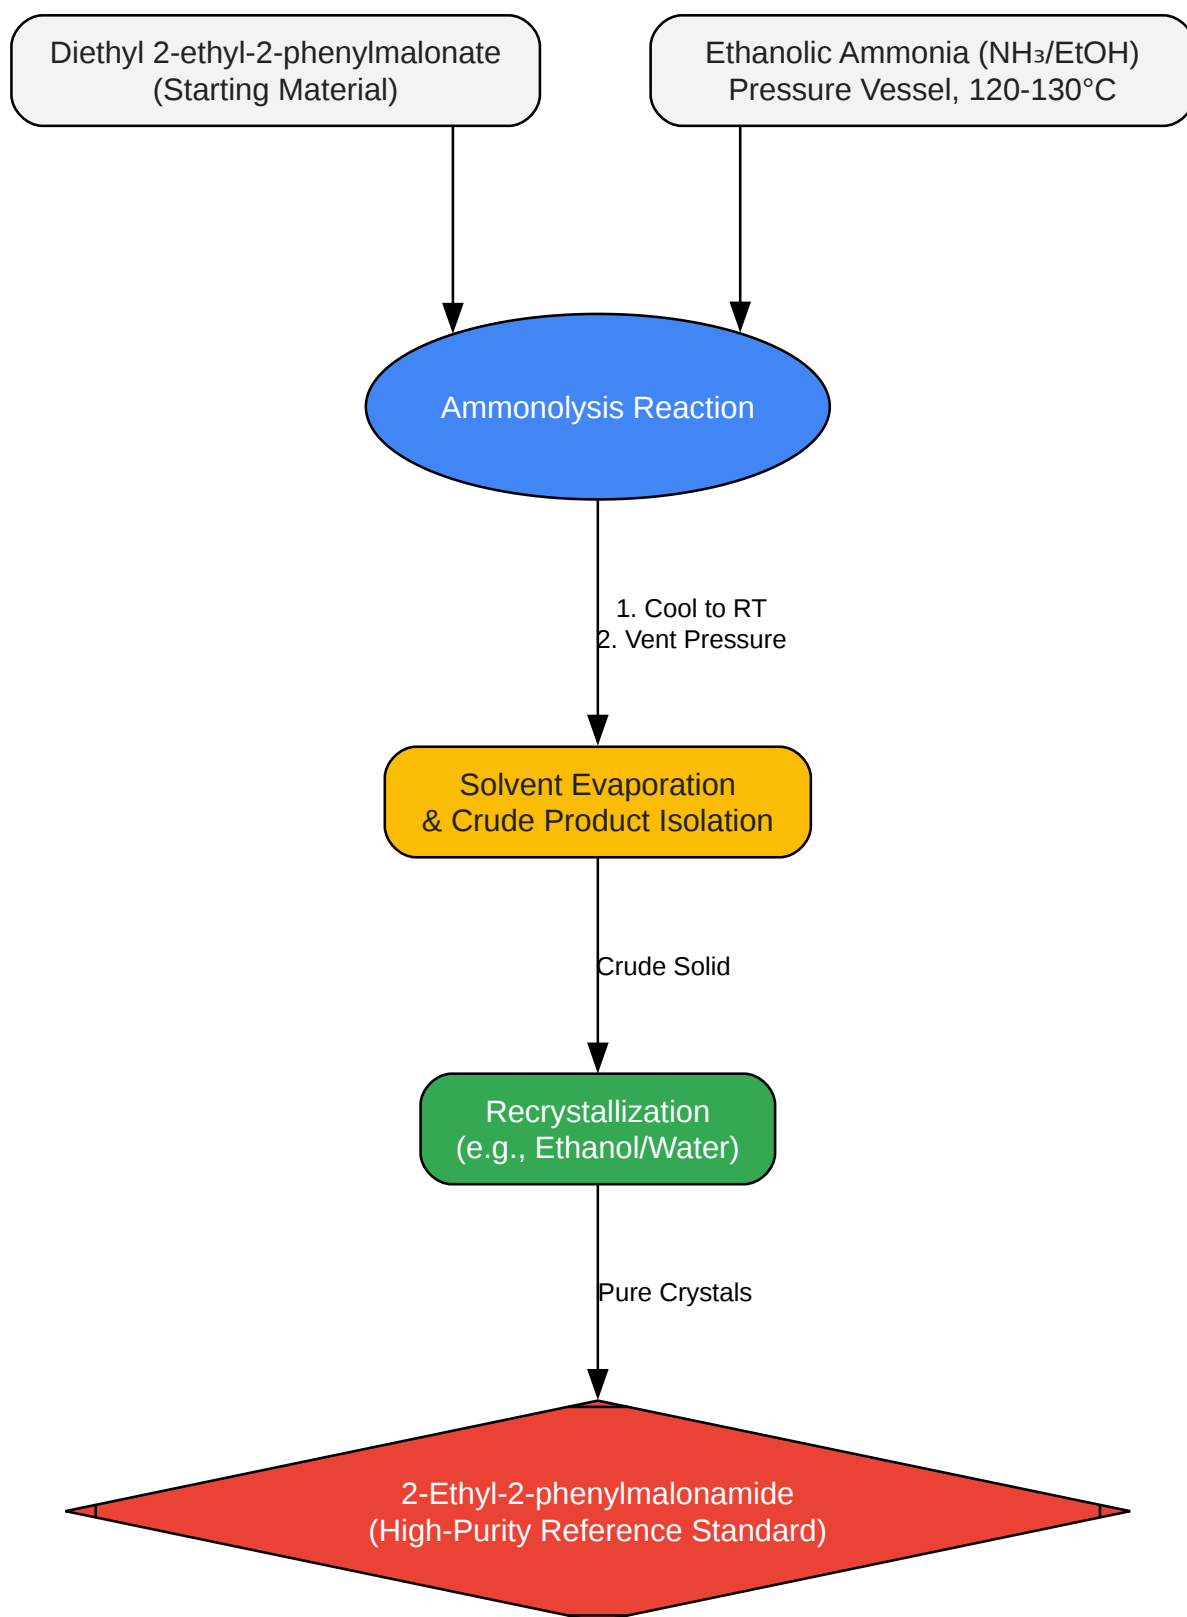 Diethyl 2-ethyl-2-phenylmalonate
(Starting Material)
Ethanolic Ammonia (NH₃/EtOH)
Pressure Vessel, 120-130°C
Ammonolysis Reaction
1. Cool to RT
2. Vent Pressure
Solvent Evaporation
& Crude Product Isolation
Crude Solid
Recrystallization
(e.g., Ethanol/Water)
Pure Crystals
2-Ethyl-2-phenylmalonamide
(High-Purity Reference Standard)